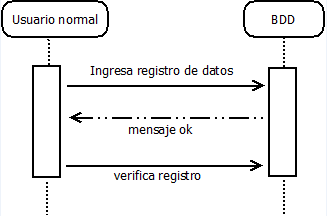 Usuario normal
BDD
Ingresa registro de datos
mensaje ok
verifica registro